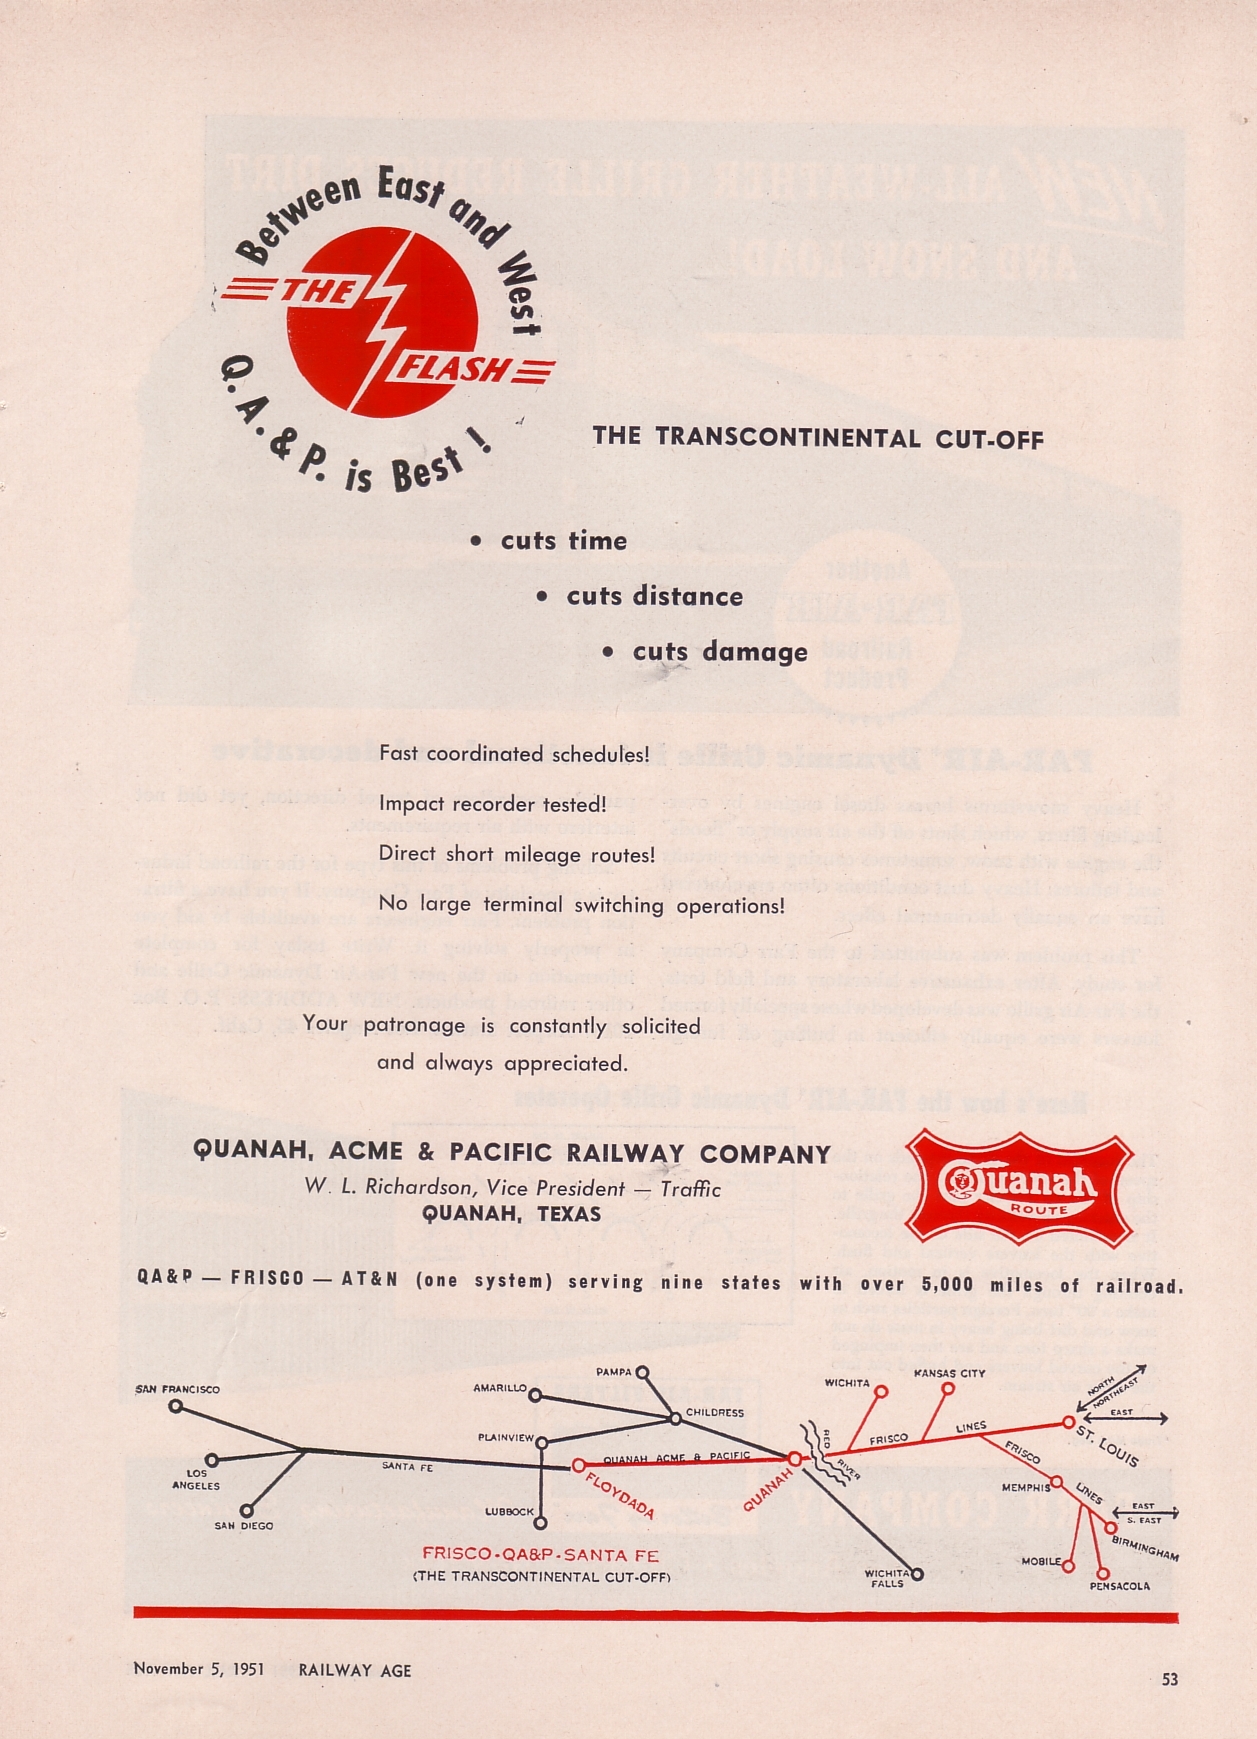 Between East and West
THE
FLASH
Q. A. & P. is Best !
THE TRANSCONTINENTAL CUT-OFF
• cuts time
• cuts distance
• cuts damage
Fast coordinated schedules!
Impact recorder tested!
Direct short mileage routes!
No large terminal switching operations!
Your patronage is constantly solicited
and always appreciated.
QUANAH, ACME & PACIFIC RAILWAY COMPANY
W. L. Richardson, Vice President — Traffic
QUANAH, TEXAS
Quanah
ROUTE
QA&P — FRISCO — AT&N (one system) serving nine states with over 5,000 miles of railroad.
SAN FRANCISCO
LOS
ANGELES
SAN DIEGO
SANTA FE
AMARILLO
PAMPA
CHILDRESS
PLAINVIEW
LUBBOCK
QUANAH ACME & PACIFIC
FLOYDADA
QUANAH
RED
RIVER
WICHITA
KANSAS CITY
FRISCO
LINES
NORTH
NORTHEAST
EAST
ST. LOUIS
FRISCO
LINES
MEMPHIS
EAST
S. EAST
BIRMINGHAM
MOBILE
PENSACOLA
WICHITA
FALLS
FRISCO-QA&P-SANTA FE
(THE TRANSCONTINENTAL CUT-OFF)
November 5, 1951 RAILWAY AGE
53